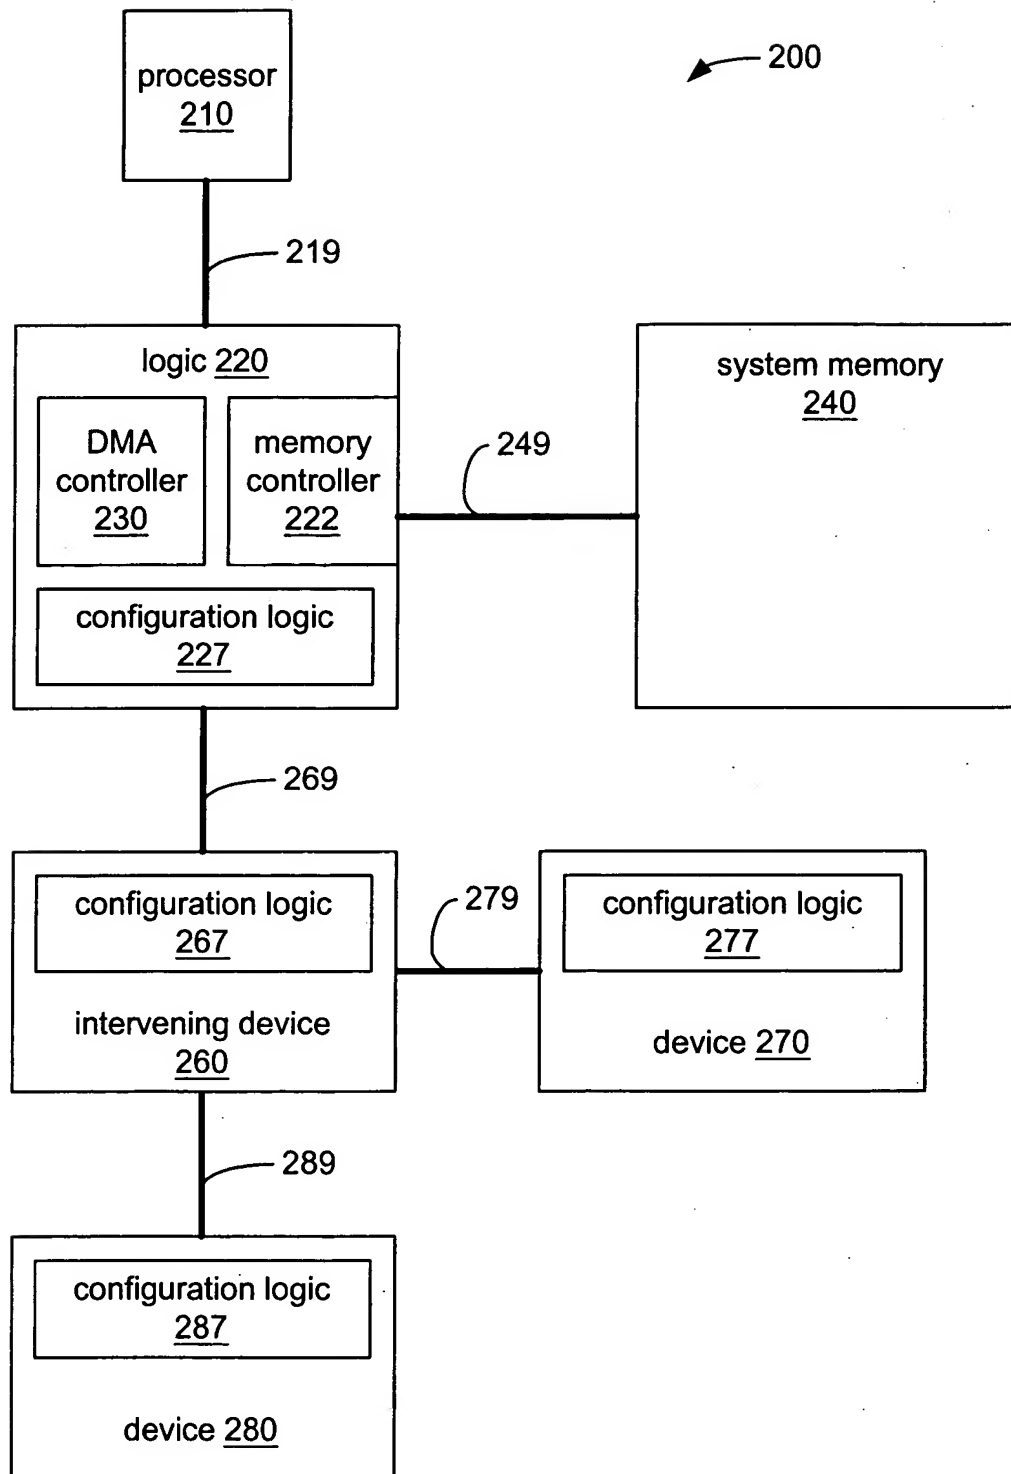 200
processor
210
219
logic 220
DMA
controller
230
memory
controller
222
configuration logic
227
249
system memory
240
269
configuration logic
267
intervening device
260
279
configuration logic
277
device 270
289
configuration logic
287
device 280